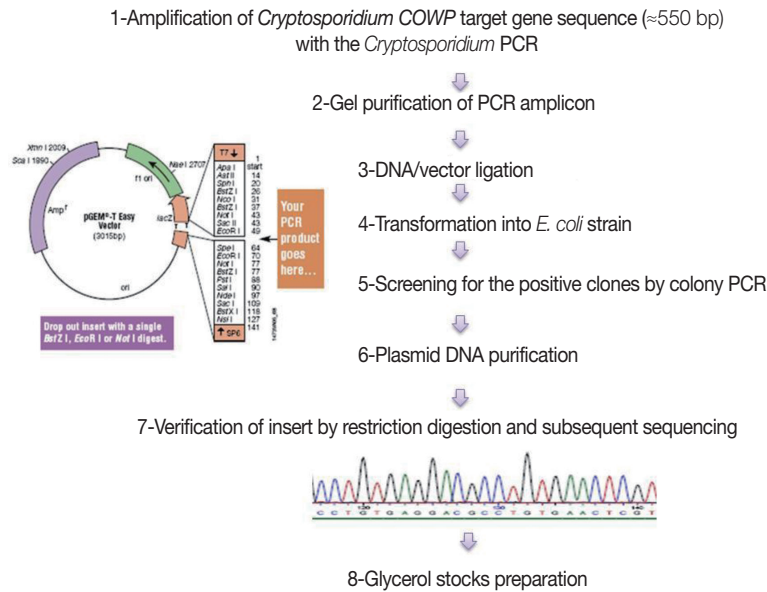 1-Amplification of Cryptosporidium COWP target gene sequence (≈550 bp)
with the Cryptosporidium PCR
2-Gel purification of PCR amplicon
3-DNA/vector ligation
4-Transformation into E. coli strain
5-Screening for the positive clones by colony PCR
6-Plasmid DNA purification
7-Verification of insert by restriction digestion and subsequent sequencing
8-Glycerol stocks preparation
Xmn I 2009
Sca I 1890
Nae I 2707
f1 ori
Ampr
pGEM®-T Easy
Vector
(3015bp)
lacZ
T T
ori
T7 ↓
1
start
Apa I
Aat II 14
Sph I 20
BstZ I 26
Nco I 31
BstZ I 37
Not I 43
Sac II 43
EcoR I 49
Spe I 64
EcoR I 70
Not I 77
BstZ I 77
Pst I 88
Sal I 90
Nde I 97
Sac I 109
BstX I 118
Nsi I 127
141
↑ SP6
Your
PCR
product
goes
here...
Drop out insert with a single
BstZ I, EcoR I or Not I digest.
C C T G T G A G G A C G C C T G T G A A C T C G T